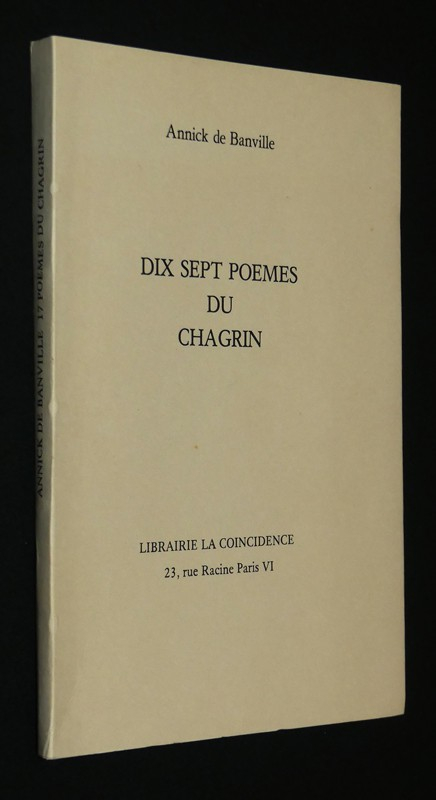 Annick de Banville
DIX SEPT POEMES
DU
CHAGRIN
LIBRAIRIE LA COINCIDENCE
23, rue Racine Paris VI
ANNICK DE BANVILLE 17 POEMES DU CHAGRIN